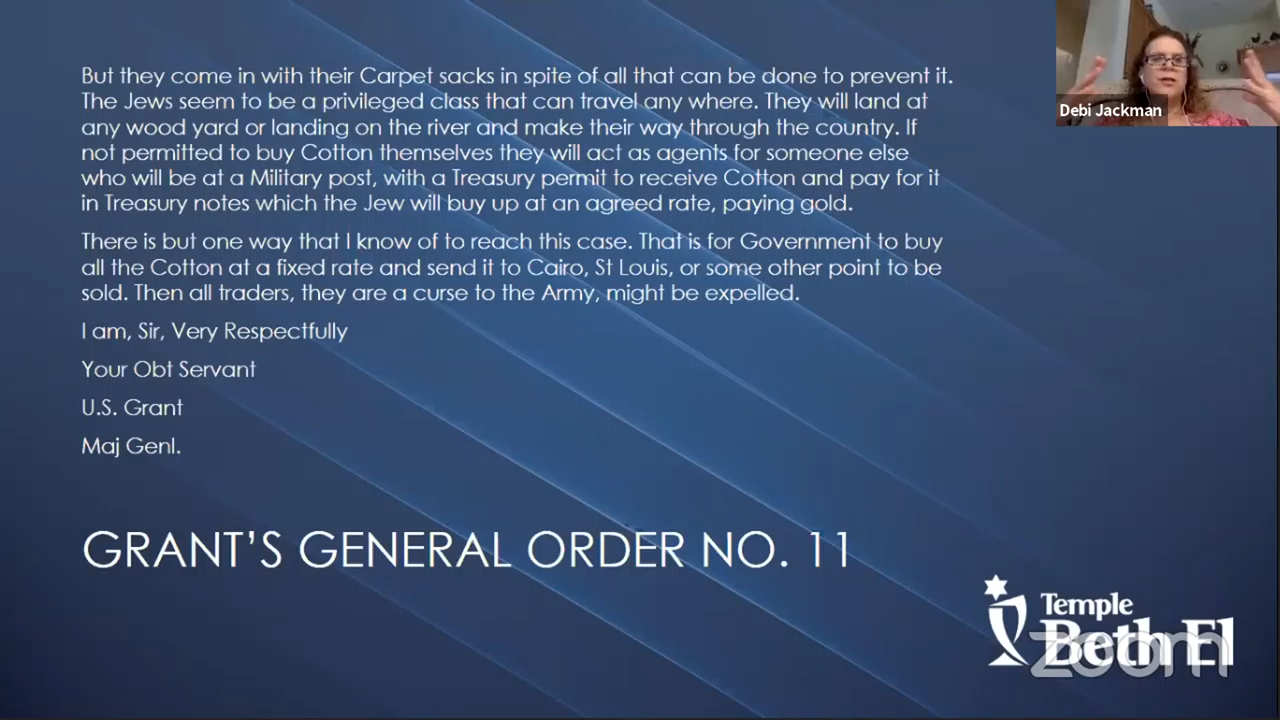 But they come in with their Carpet sacks in spite of all that can be done to prevent it.
The Jews seem to be a privileged class that can travel any where. They will land at
any wood yard or landing on the river and make their way through the country. If
not permitted to buy Cotton themselves they will act as agents for someone else
who will be at a Military post, with a Treasury permit to receive Cotton and pay for it
in Treasury notes which the Jew will buy up at an agreed rate, paying gold.
There is but one way that I know of to reach this case. That is for Government to buy
all the Cotton at a fixed rate and send it to Cairo, St Louis, or some other point to be
sold. Then all traders, they are a curse to the Army, might be expelled.
I am, Sir, Very Respectfully
Your Obt Servant
U.S. Grant
Maj Genl.
GRANT’S GENERAL ORDER NO. 11
Debi Jackman
Temple
Beth El
zoom